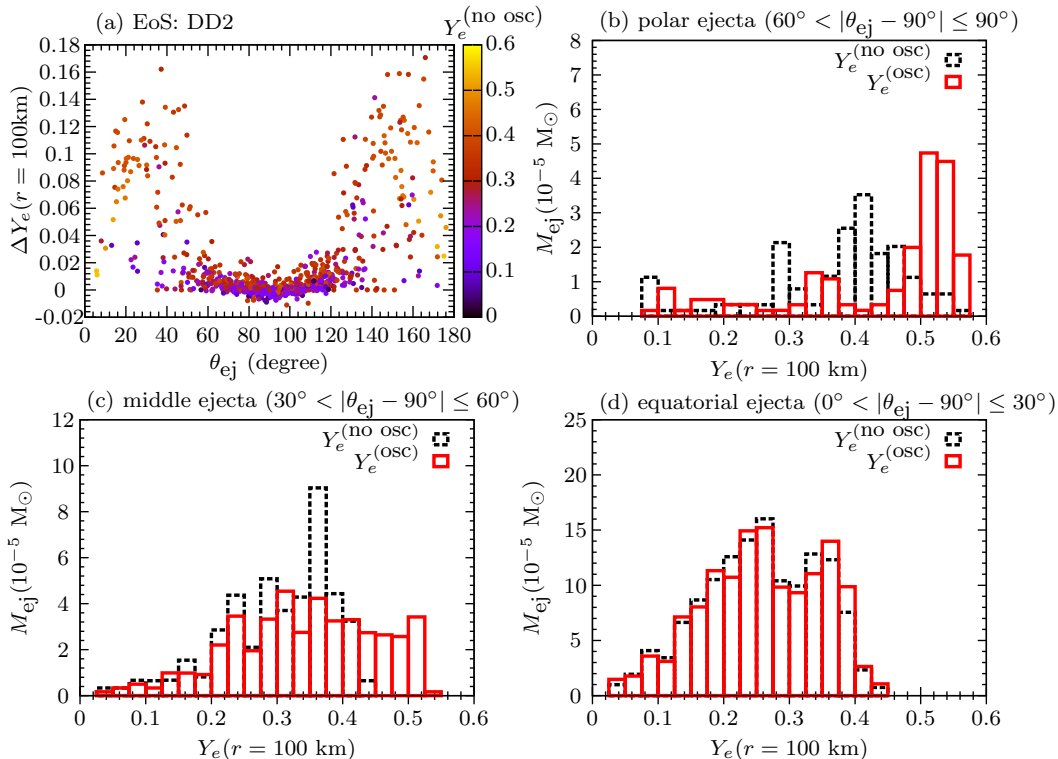 (a) EoS: DD2
Y_e^(no osc)
ΔY_e(r = 100km)
0.18
0.16
0.14
0.12
0.1
0.08
0.06
0.04
0.02
0
-0.02
0 20 40 60 80 100 120 140 160 180
θ_ej (degree)
0.6
0.5
0.4
0.3
0.2
0.1
0
(b) polar ejecta (60° < |θ_ej − 90°| ≤ 90°)
Y_e^(no osc)
Y_e^(osc)
M_ej(10^−5 M_⊙)
8
7
6
5
4
3
2
1
0
0 0.1 0.2 0.3 0.4 0.5 0.6
Y_e(r = 100 km)
(c) middle ejecta (30° < |θ_ej − 90°| ≤ 60°)
Y_e^(no osc)
Y_e^(osc)
M_ej(10^−5 M_⊙)
12
10
8
6
4
2
0
0 0.1 0.2 0.3 0.4 0.5 0.6
Y_e(r = 100 km)
(d) equatorial ejecta (0° < |θ_ej − 90°| ≤ 30°)
Y_e^(no osc)
Y_e^(osc)
M_ej(10^−5 M_⊙)
25
20
15
10
5
0
0 0.1 0.2 0.3 0.4 0.5 0.6
Y_e(r = 100 km)